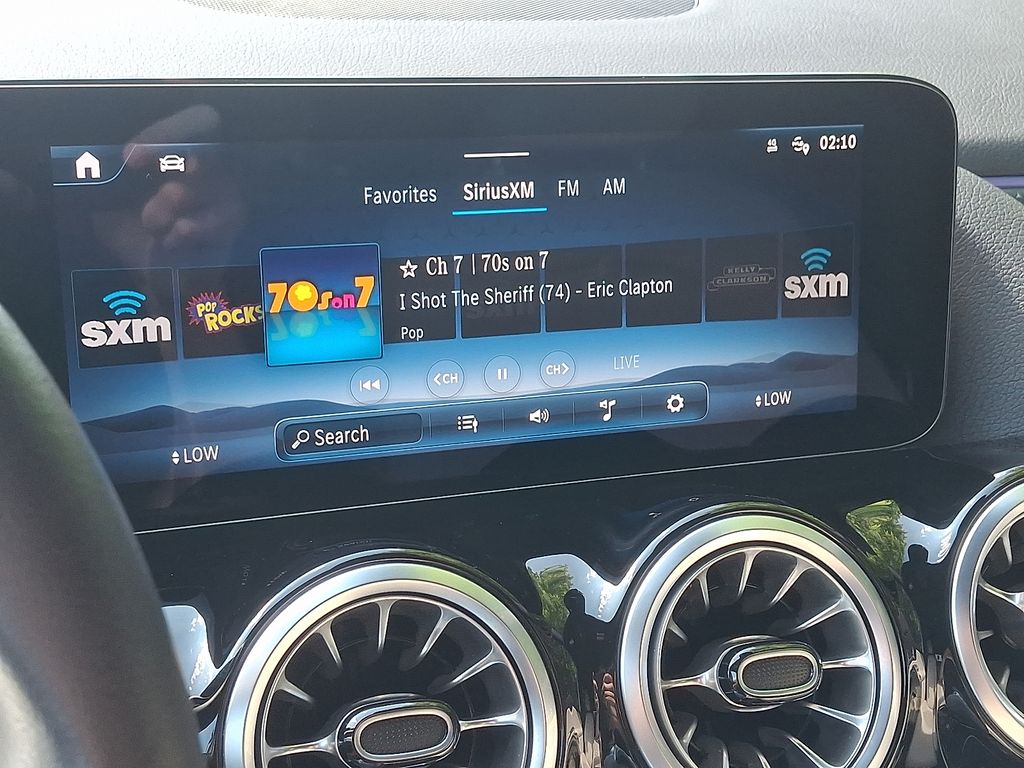 4G
02:10
Favorites SiriusXM FM AM
sxm
POP ROCKS
70s on 7
☆ Ch 7 | 70s on 7
I Shot The Sheriff (74) - Eric Clapton
Pop
KELLY CLARKSON
sxm
<CH
CH>
LIVE
LOW
Search
LOW